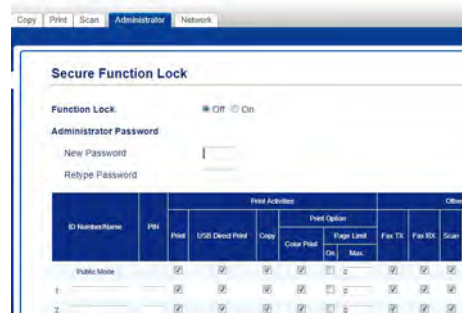 Copy Print Scan Administrator Network
Secure Function Lock
Function Lock Off On
Administrator Password
New Password
Retype Password
Print Activities Other
Print Option
ID Number/Name PIN Print USB Direct Print Copy Color Print Page Limit Fax TX Fax RX Scan
On Max.
Public Mode 0
1 0
2 0